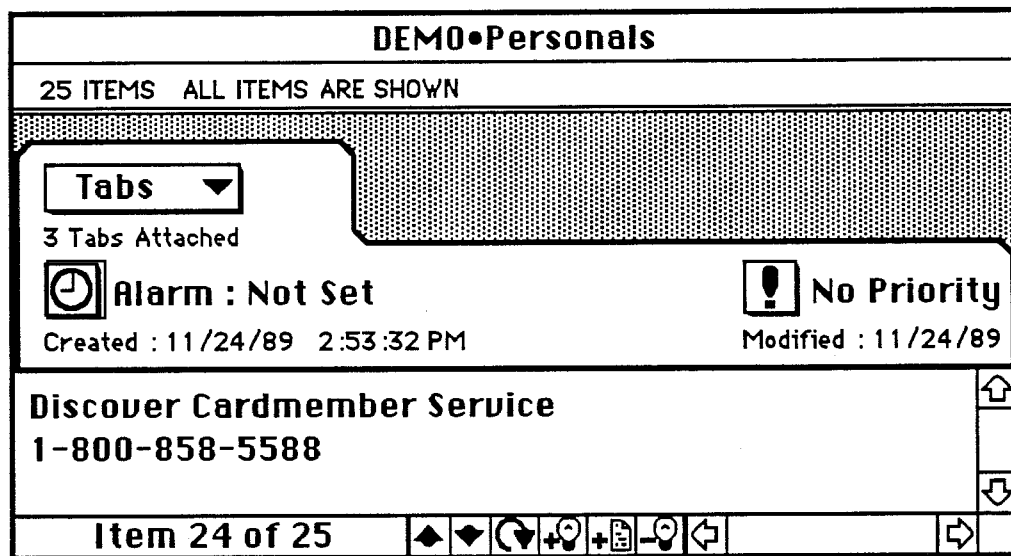 DEMO•Personals
25 ITEMS ALL ITEMS ARE SHOWN
Tabs
3 Tabs Attached
Alarm : Not Set
No Priority
Created : 11/24/89 2:53:32 PM
Modified : 11/24/89
Discover Cardmember Service
1-800-858-5588
Item 24 of 25